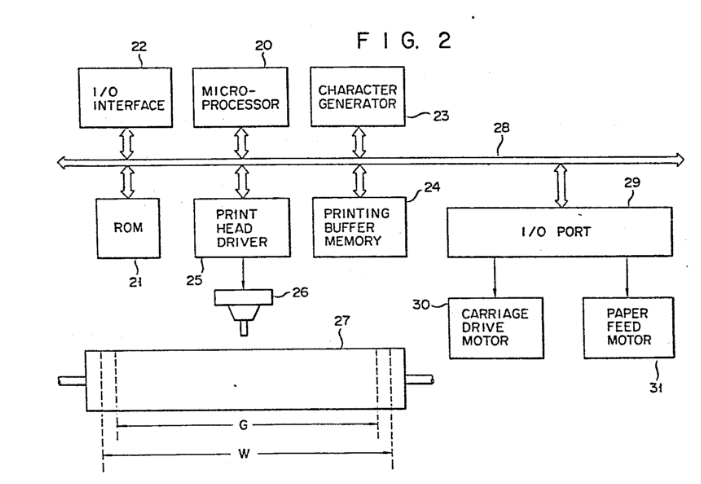 FIG. 2
22
20
I/O
INTERFACE
MICRO-
PROCESSOR
CHARACTER
GENERATOR
23
28
24
29
ROM
PRINT
HEAD
DRIVER
PRINTING
BUFFER
MEMORY
I/O PORT
21
25
26
30
CARRIAGE
DRIVE
MOTOR
PAPER
FEED
MOTOR
27
31
G
W